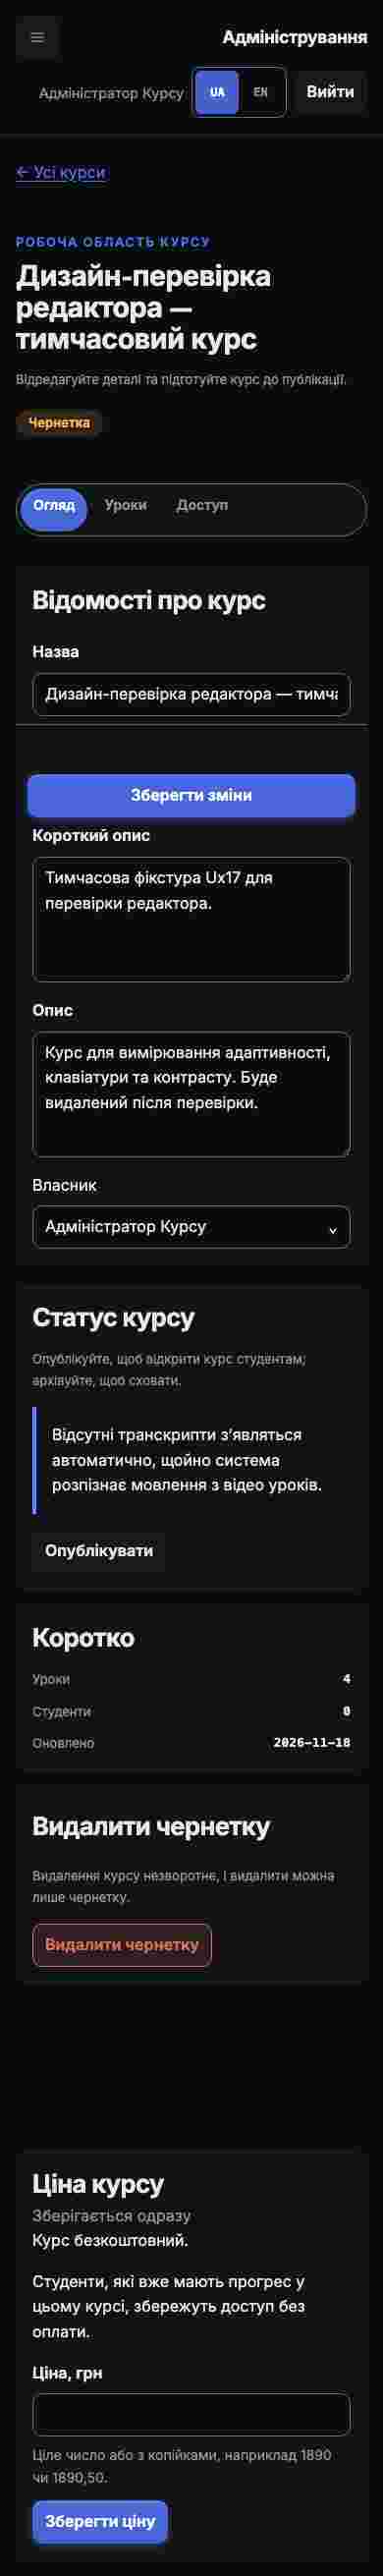 Адміністрування
Адміністратор Курсу UA EN Вийти
← Усі курси
РОБОЧА ОБЛАСТЬ КУРСУ
Дизайн-перевірка
редактора —
тимчасовий курс
Відредагуйте деталі та підготуйте курс до публікації.
Чернетка
Огляд Уроки Доступ
Відомості про курс
Назва
Дизайн-перевірка редактора — тимча
Зберегти зміни
Короткий опис
Тимчасова фікстура Ux17 для
перевірки редактора.
Опис
Курс для вимірювання адаптивності,
клавіатури та контрасту. Буде
видалений після перевірки.
Власник
Адміністратор Курсу
Статус курсу
Опублікуйте, щоб відкрити курс студентам;
архівуйте, щоб сховати.
Відсутні транскрипти зʼявляться
автоматично, щойно система
розпізнає мовлення з відео уроків.
Опублікувати
Коротко
Уроки 4
Студенти 0
Оновлено 2026-11-18
Видалити чернетку
Видалення курсу незворотне, і видалити можна
лише чернетку.
Видалити чернетку
Ціна курсу
Зберігається одразу
Курс безкоштовний.
Студенти, які вже мають прогрес у
цьому курсі, збережуть доступ без
оплати.
Ціна, грн
Ціле число або з копійками, наприклад 1890
чи 1890,50.
Зберегти ціну